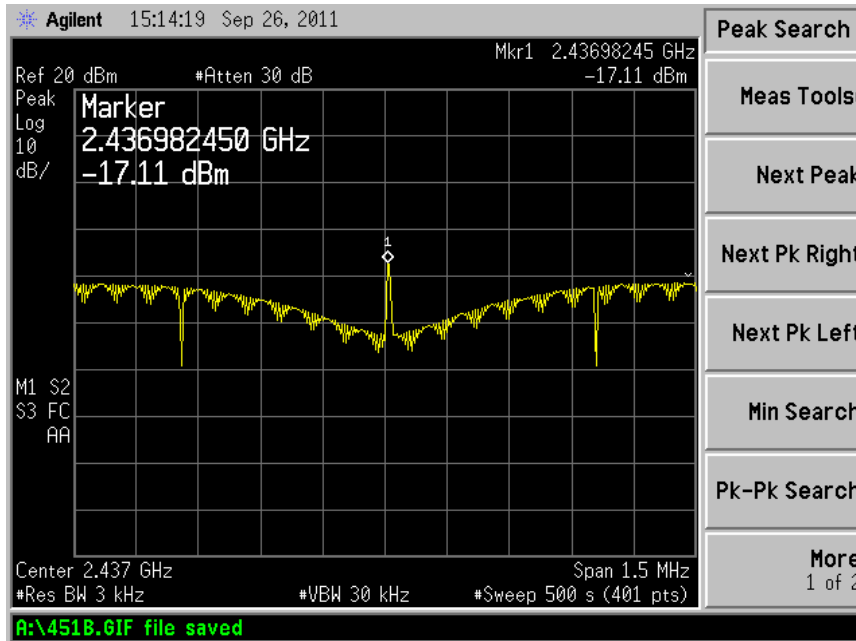 Agilent 15:14:19 Sep 26, 2011
Peak Search
Mkr1 2.43698245 GHz
Ref 20 dBm #Atten 30 dB -17.11 dBm
Peak
Log
10
dB/
Marker
2.436982450 GHz
-17.11 dBm
1
M1 S2
S3 FC
AA
Center 2.437 GHz Span 1.5 MHz
#Res BW 3 kHz #VBW 30 kHz #Sweep 500 s (401 pts)
A:\451B.GIF file saved
Meas Tools
Next Peak
Next Pk Right
Next Pk Left
Min Search
Pk-Pk Search
More
1 of 2